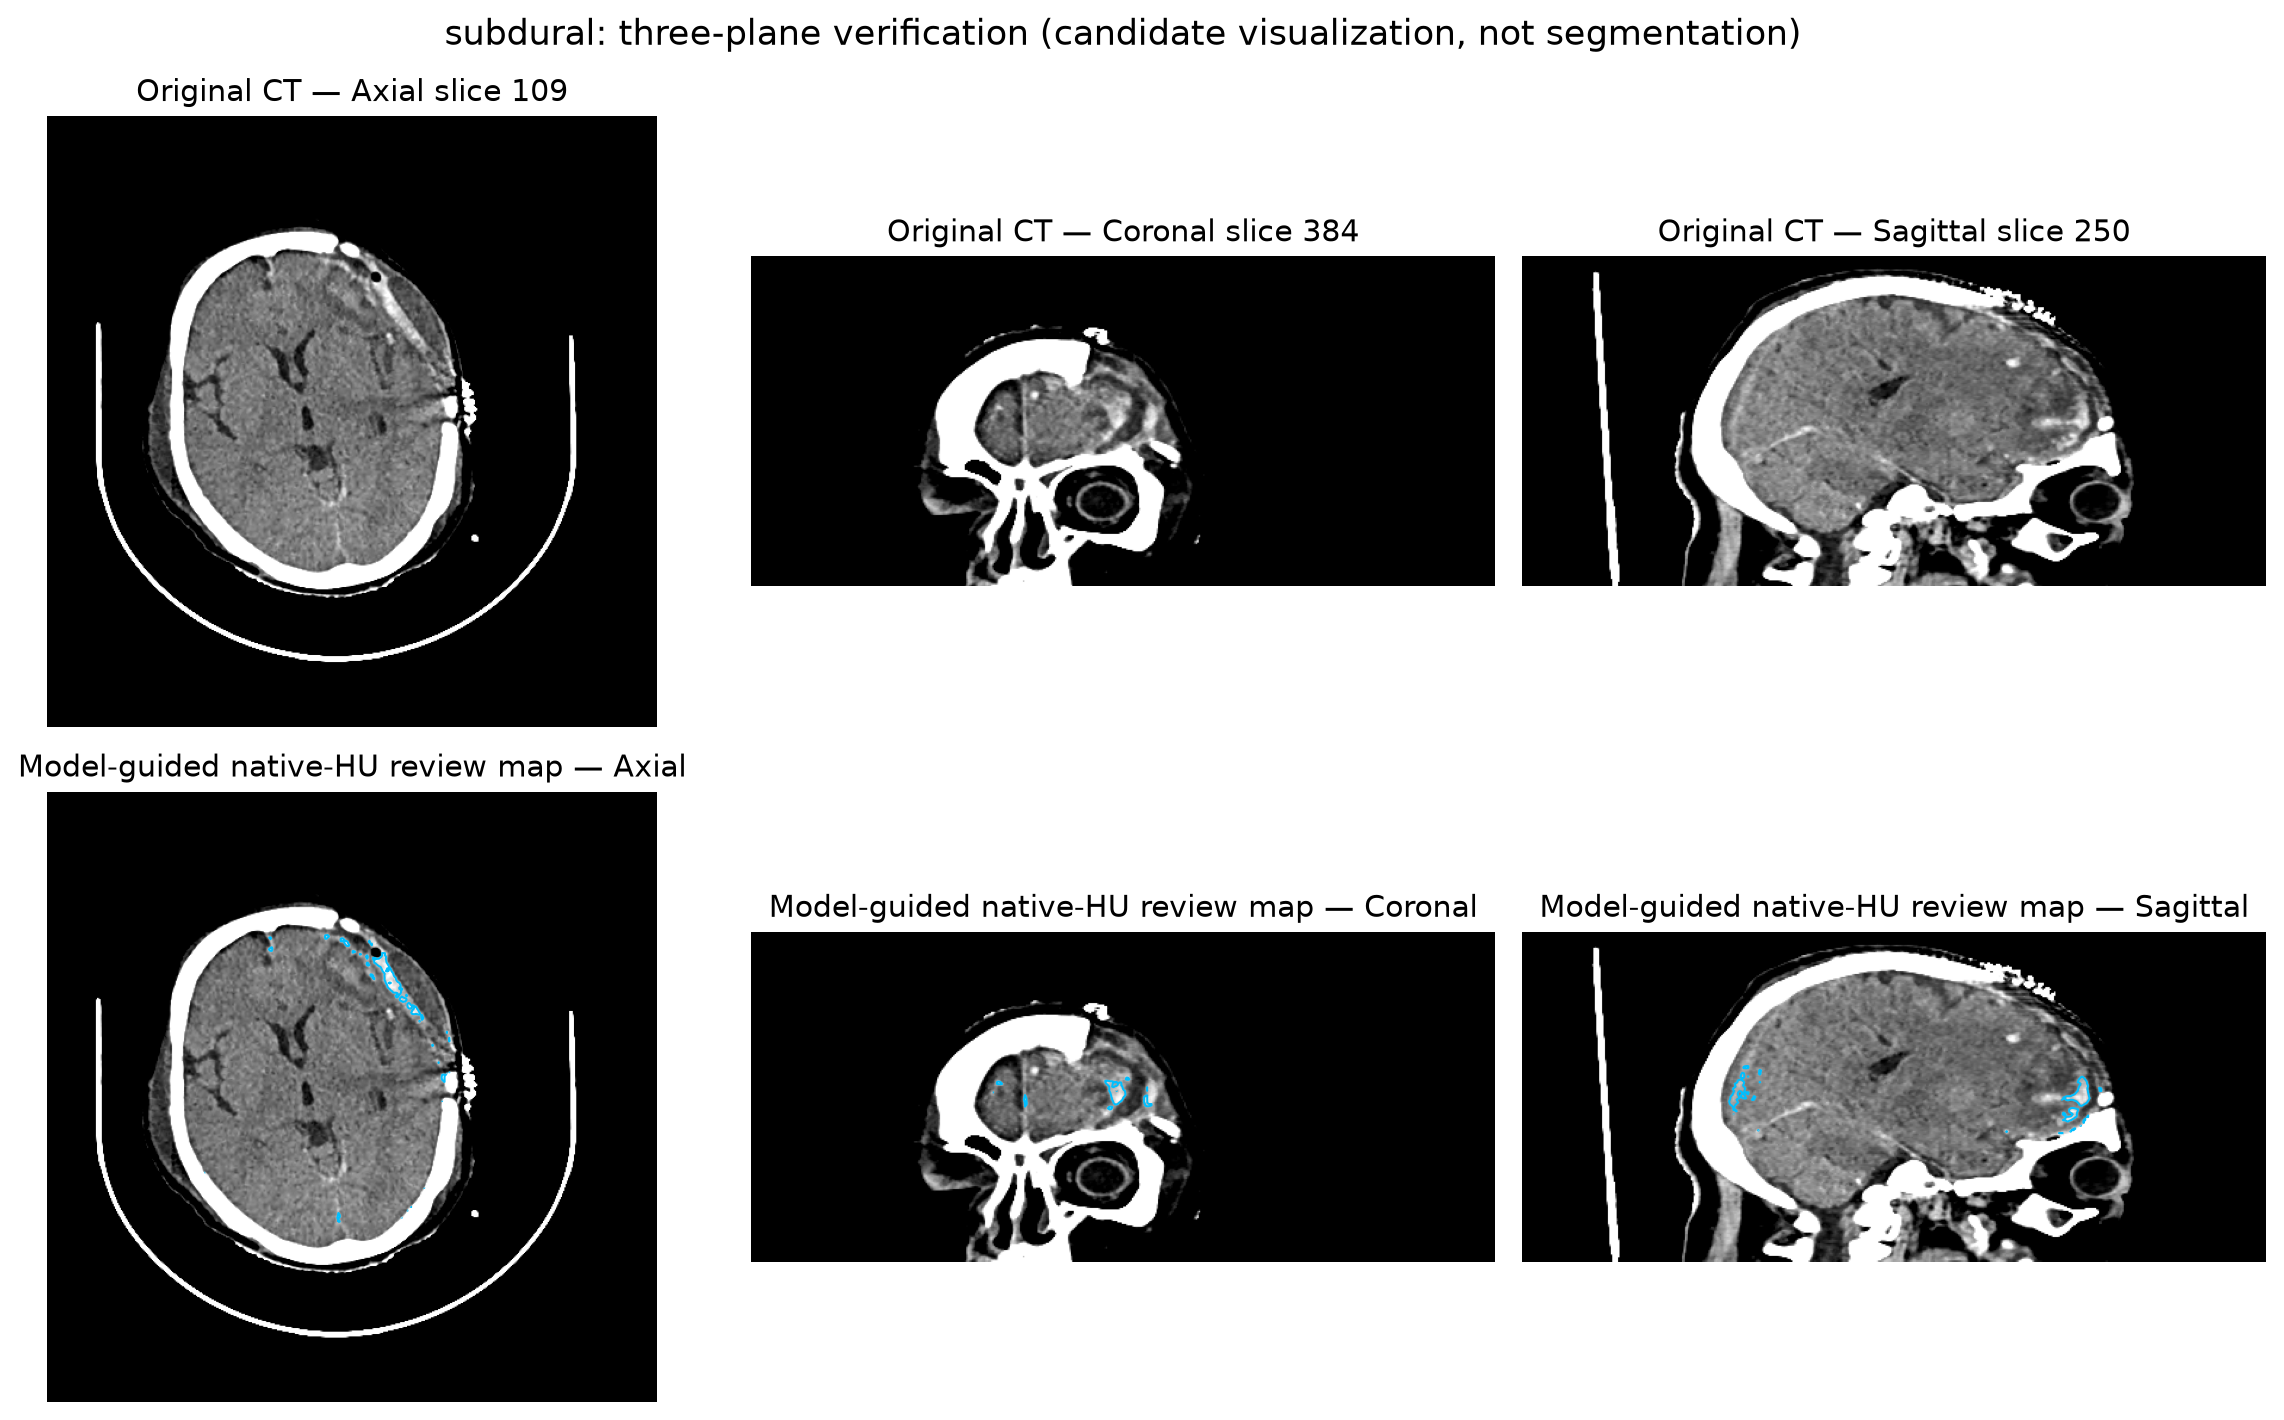 subdural: three-plane verification (candidate visualization, not segmentation)
Original CT — Axial slice 109
Original CT — Coronal slice 384
Original CT — Sagittal slice 250
Model-guided native-HU review map — Axial
Model-guided native-HU review map — Coronal
Model-guided native-HU review map — Sagittal